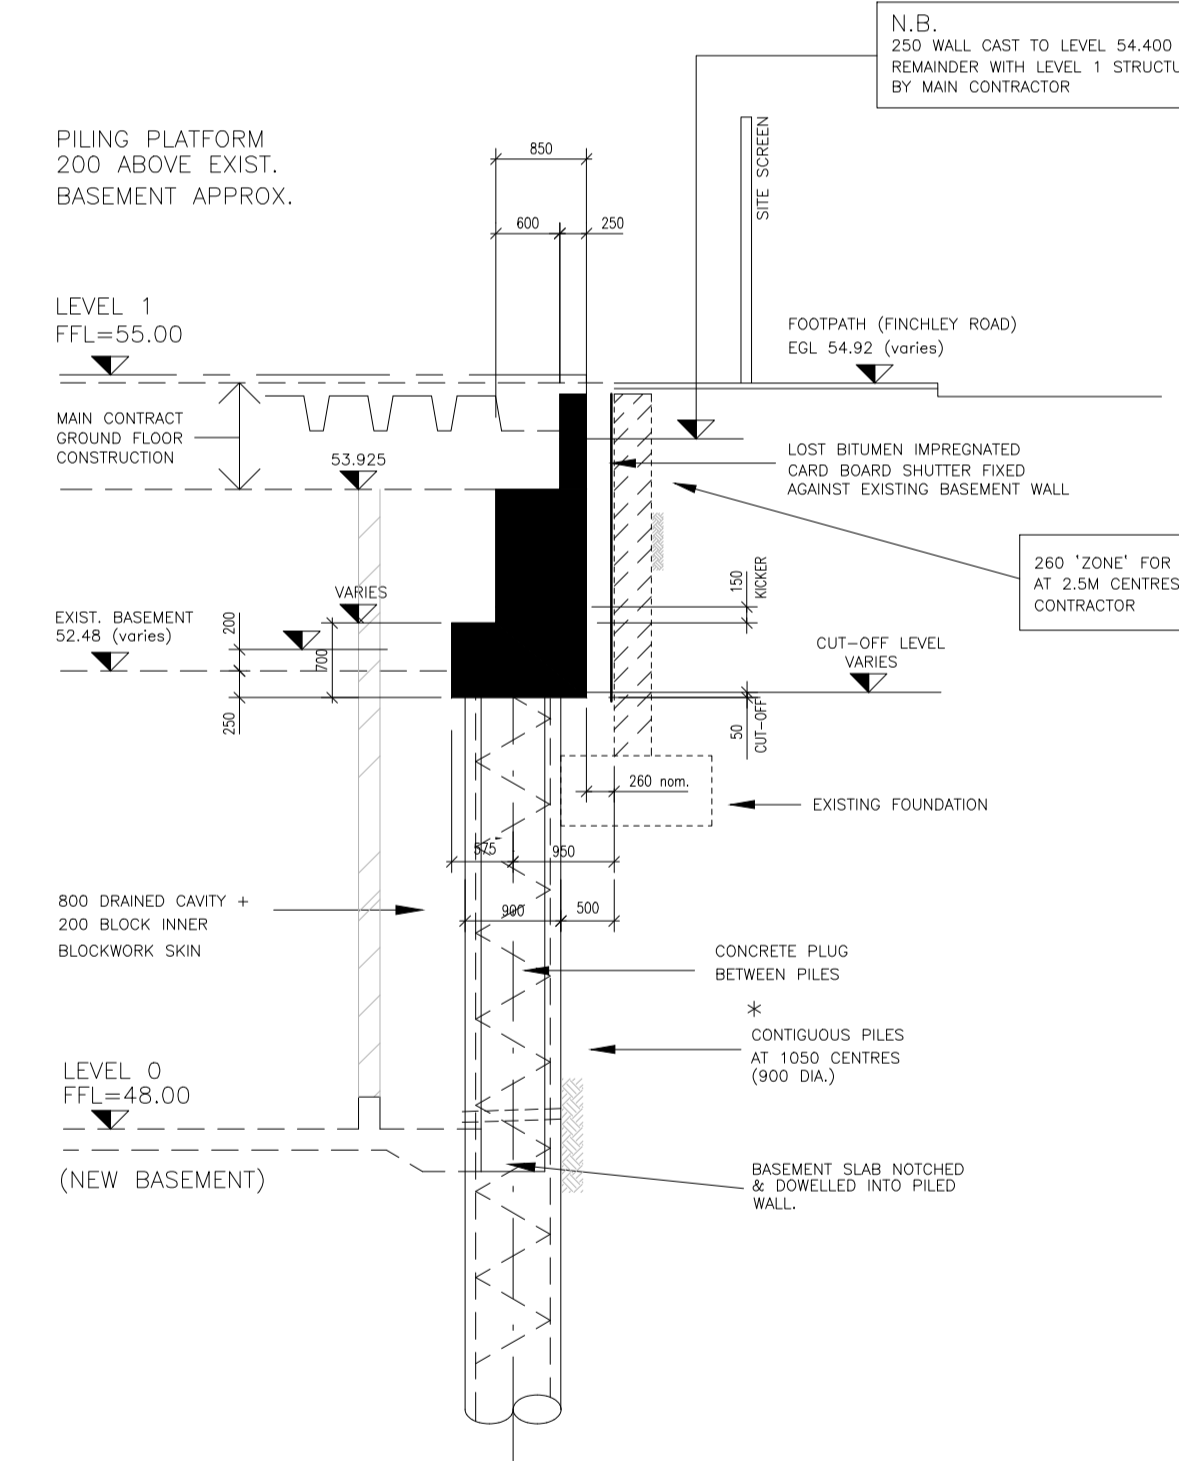 N.B.
250 WALL CAST TO LEVEL 54.400
REMAINDER WITH LEVEL 1 STRUCTU
BY MAIN CONTRACTOR
PILING PLATFORM
200 ABOVE EXIST.
BASEMENT APPROX.
850
600
250
SITE SCREEN
LEVEL 1
FFL=55.00
FOOTPATH (FINCHLEY ROAD)
EGL 54.92 (varies)
MAIN CONTRACT
GROUND FLOOR
CONSTRUCTION
53.925
LOST BITUMEN IMPREGNATED
CARD BOARD SHUTTER FIXED
AGAINST EXISTING BASEMENT WALL
260 'ZONE' FOR
AT 2.5M CENTRES
CONTRACTOR
150
KICKER
VARIES
EXIST. BASEMENT
52.48 (varies)
200
700
250
CUT-OFF LEVEL
VARIES
50
CUT-OFF
260 nom.
EXISTING FOUNDATION
575
950
900
500
800 DRAINED CAVITY +
200 BLOCK INNER
BLOCKWORK SKIN
CONCRETE PLUG
BETWEEN PILES
*
CONTIGUOUS PILES
AT 1050 CENTRES
(900 DIA.)
LEVEL 0
FFL=48.00
(NEW BASEMENT)
BASEMENT SLAB NOTCHED
& DOWELLED INTO PILED
WALL.